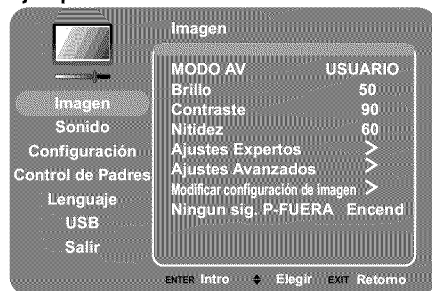 Imagen
MODO AV USUARIO
Brillo 50
Contraste 90
Nitidez 60
Ajustes Expertos >
Ajustes Avanzados >
Modificar configuración de imagen >
Ningun sig. P-FUERA Encend
Imagen
Sonido
Configuración
Control de Padres
Lenguaje
USB
Salir
ENTER Intro Elegir EXIT Retorno